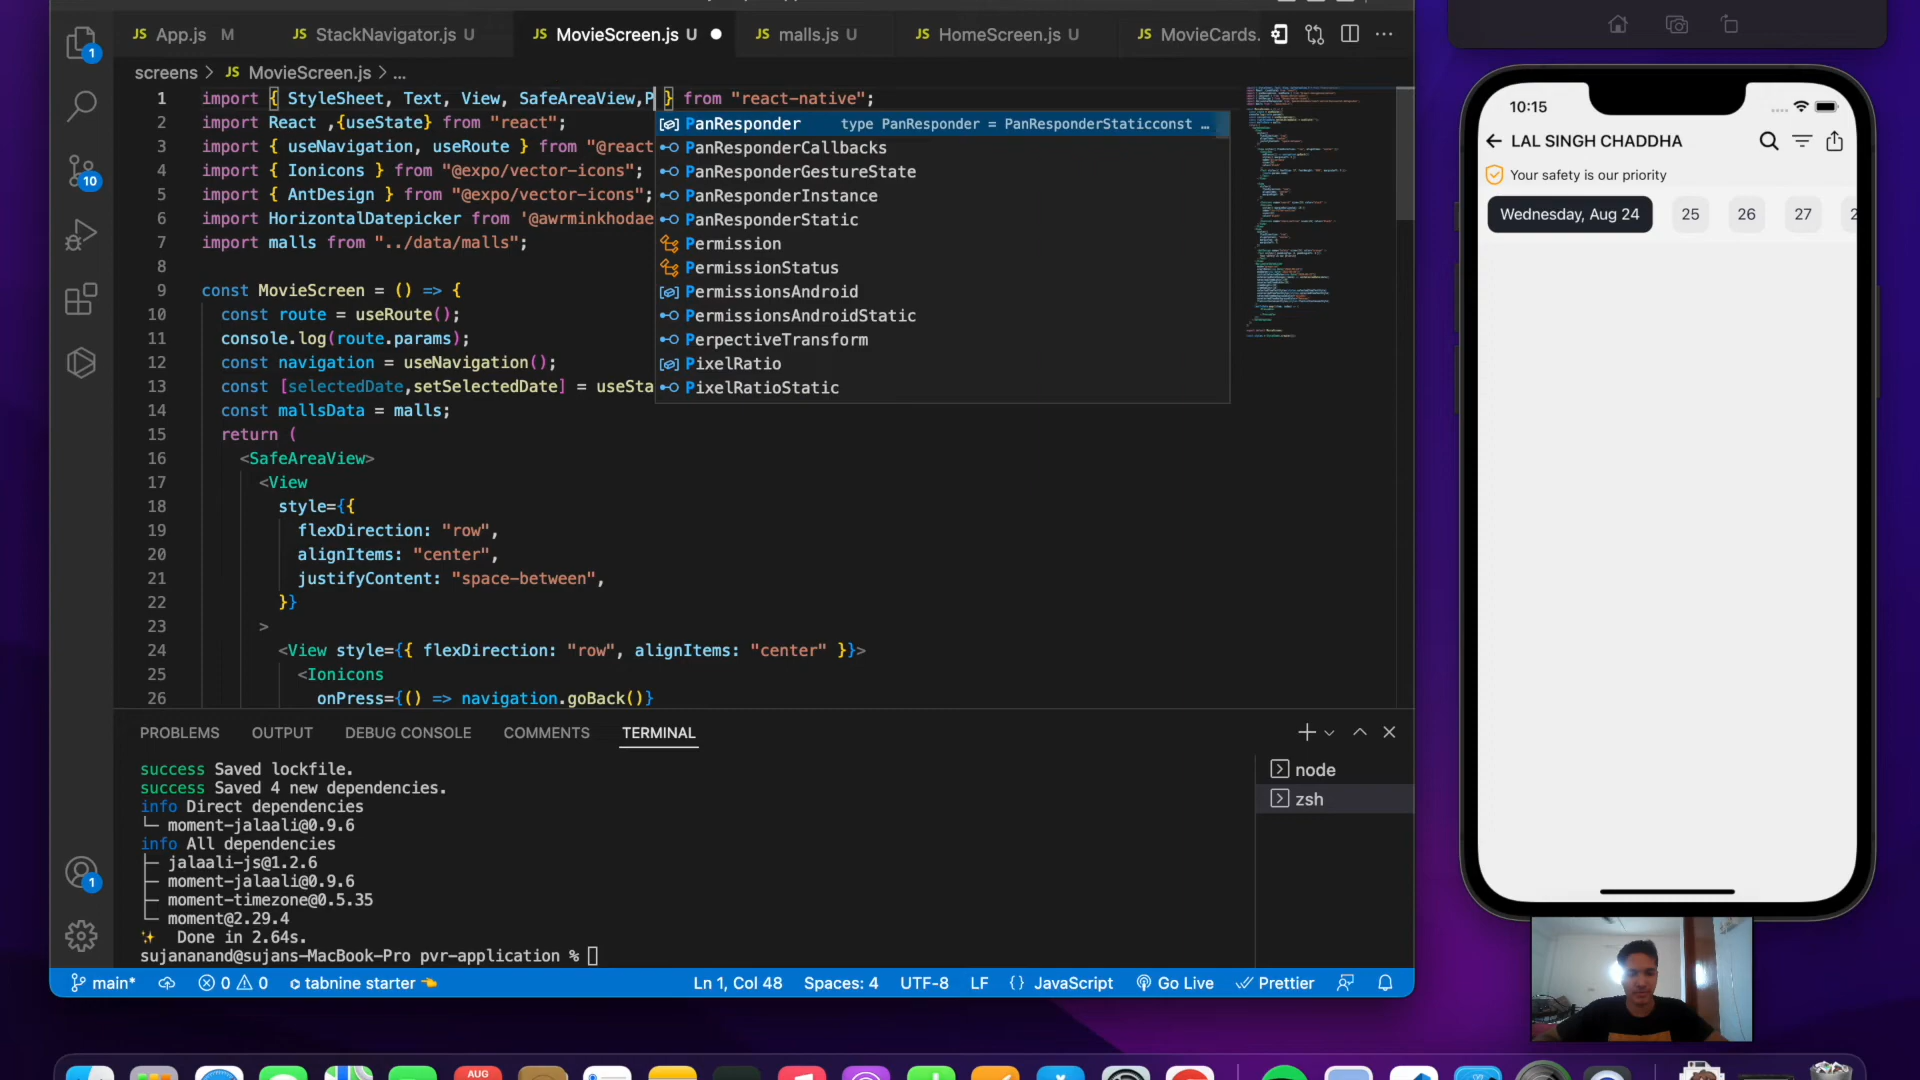 JS App.js M
JS StackNavigator.js U
JS MovieScreen.js U
JS malls.js U
JS HomeScreen.js U
JS MovieCards.
screens > JS MovieScreen.js > ...
1 import { StyleSheet, Text, View, SafeAreaView,P } from "react-native";
2 import React ,{useState} from "react";
3 import { useNavigation, useRoute } from "@react
4 import { Ionicons } from "@expo/vector-icons";
5 import { AntDesign } from "@expo/vector-icons";
6 import HorizontalDatepicker from '@awrminkhodae
7 import malls from "../data/malls";
8
9 const MovieScreen = () => {
10 const route = useRoute();
11 console.log(route.params);
12 const navigation = useNavigation();
13 const [selectedDate,setSelectedDate] = useSta
14 const mallsData = malls;
15 return (
16 <SafeAreaView>
17 <View
18 style={{
19 flexDirection: "row",
20 alignItems: "center",
21 justifyContent: "space-between",
22 }}
23 >
24 <View style={{ flexDirection: "row", alignItems: "center" }}>
25 <Ionicons
26 onPress={() => navigation.goBack()}
PanResponder type PanResponder = PanResponderStaticconst …
PanResponderCallbacks
PanResponderGestureState
PanResponderInstance
PanResponderStatic
Permission
PermissionStatus
PermissionsAndroid
PermissionsAndroidStatic
PerpectiveTransform
PixelRatio
PixelRatioStatic
PROBLEMS OUTPUT DEBUG CONSOLE COMMENTS TERMINAL
success Saved lockfile.
success Saved 4 new dependencies.
info Direct dependencies
└─ moment-jalaali@0.9.6
info All dependencies
├─ jalaali-js@1.2.6
├─ moment-jalaali@0.9.6
├─ moment-timezone@0.5.35
└─ moment@2.29.4
✨ Done in 2.64s.
sujananand@sujans-MacBook-Pro pvr-application %
node
zsh
1
10
1
main* 0 0 tabnine starter Ln 1, Col 48 Spaces: 4 UTF-8 LF {} JavaScript Go Live Prettier
10:15
LAL SINGH CHADDHA
Your safety is our priority
Wednesday, Aug 24 25 26 27 2
AUG